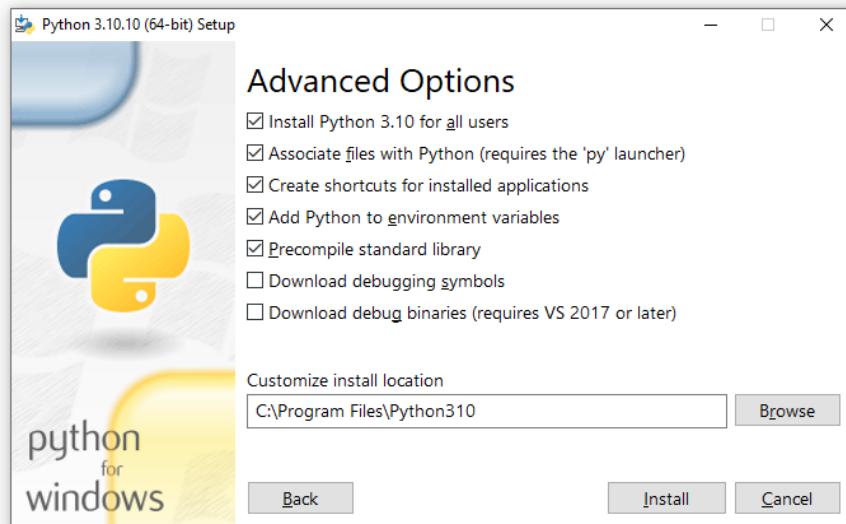 Python 3.10.10 (64-bit) Setup
Advanced Options
Install Python 3.10 for all users
Associate files with Python (requires the 'py' launcher)
Create shortcuts for installed applications
Add Python to environment variables
Precompile standard library
Download debugging symbols
Download debug binaries (requires VS 2017 or later)
Customize install location
C:\Program Files\Python310
Browse
python
for
windows
Back
Install
Cancel